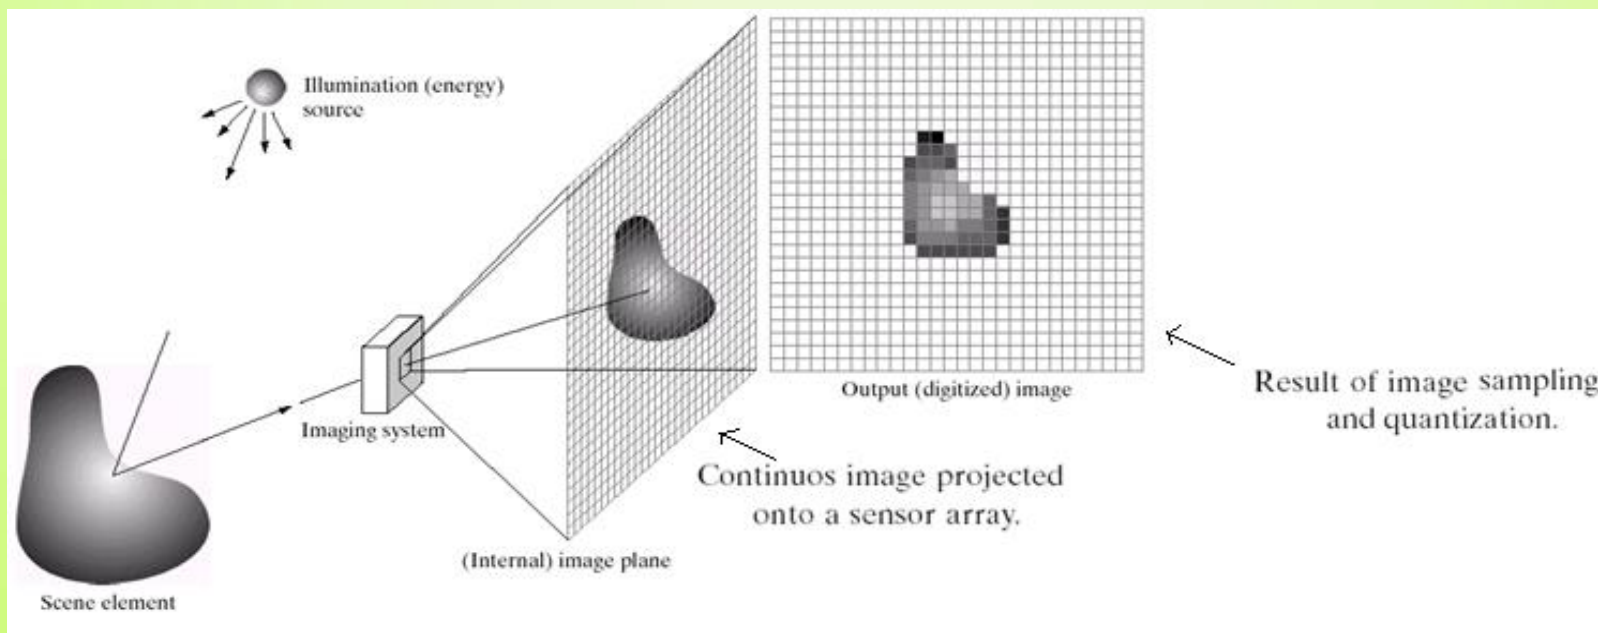 Illumination (energy)
source
Output (digitized) image
Result of image sampling
and quantization.
Imaging system
Continuos image projected
onto a sensor array.
(Internal) image plane
Scene element